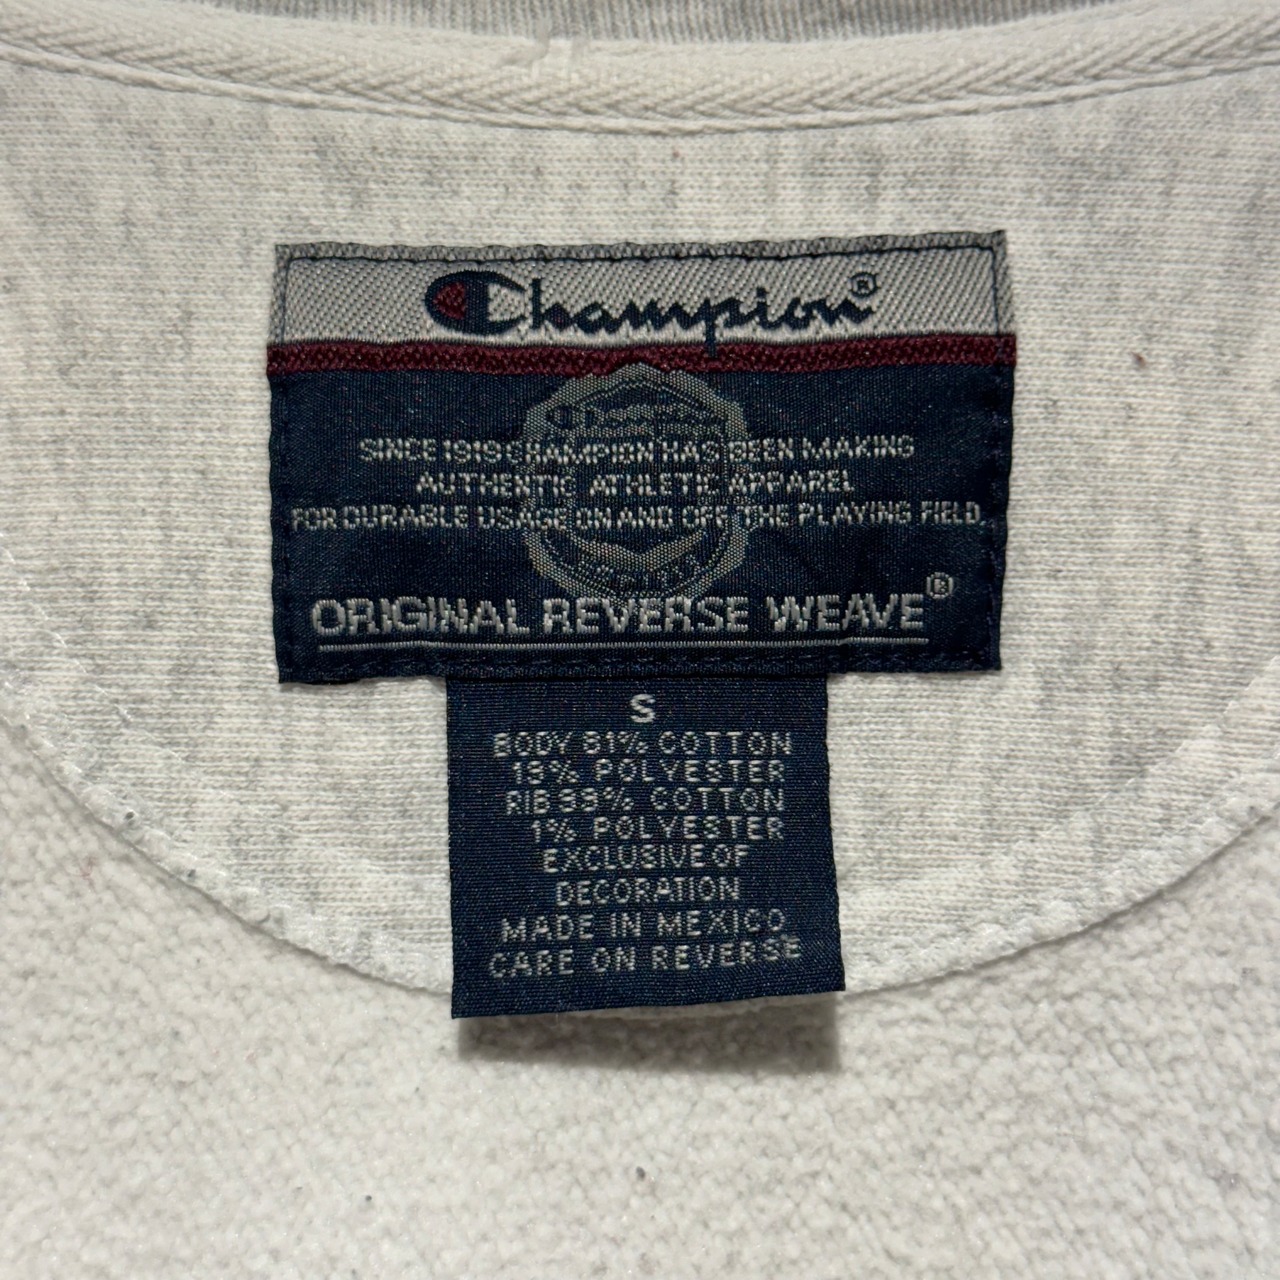 Champion®
SINCE 1919 CHAMPION HAS BEEN MAKING
AUTHENTIC ATHLETIC APPAREL
FOR DURABLE USAGE ON AND OFF THE PLAYING FIELD.
ORIGINAL REVERSE WEAVE®
S
BODY 81% COTTON
19% POLYESTER
RIB 99% COTTON
1% POLYESTER
EXCLUSIVE OF
DECORATION
MADE IN MEXICO
CARE ON REVERSE